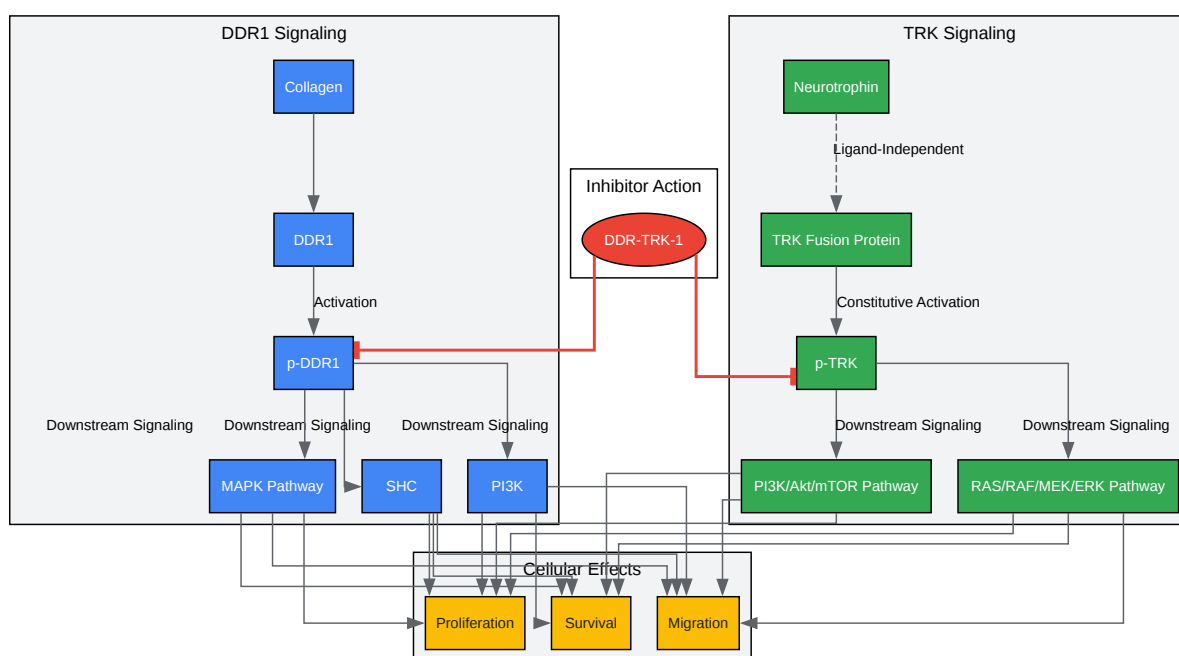 DDR1 Signaling
TRK Signaling
Collagen
Neurotrophin
Ligand-Independent
Inhibitor Action
DDR1
DDR-TRK-1
TRK Fusion Protein
Activation
Constitutive Activation
p-DDR1
p-TRK
Downstream Signaling
Downstream Signaling
Downstream Signaling
Downstream Signaling
Downstream Signaling
MAPK Pathway
SHC
PI3K
PI3K/Akt/mTOR Pathway
RAS/RAF/MEK/ERK Pathway
Cellular Effects
Proliferation
Survival
Migration